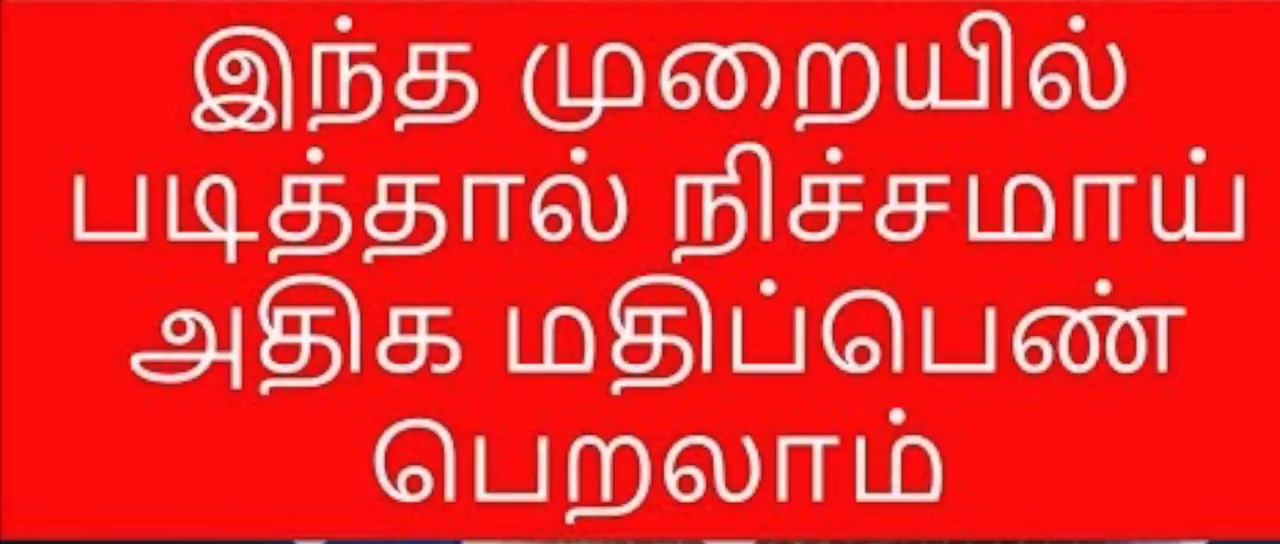 இந்த முறையில்
படித்தால் நிச்சமாய்
அதிக மதிப்பெண்
பெறலாம்